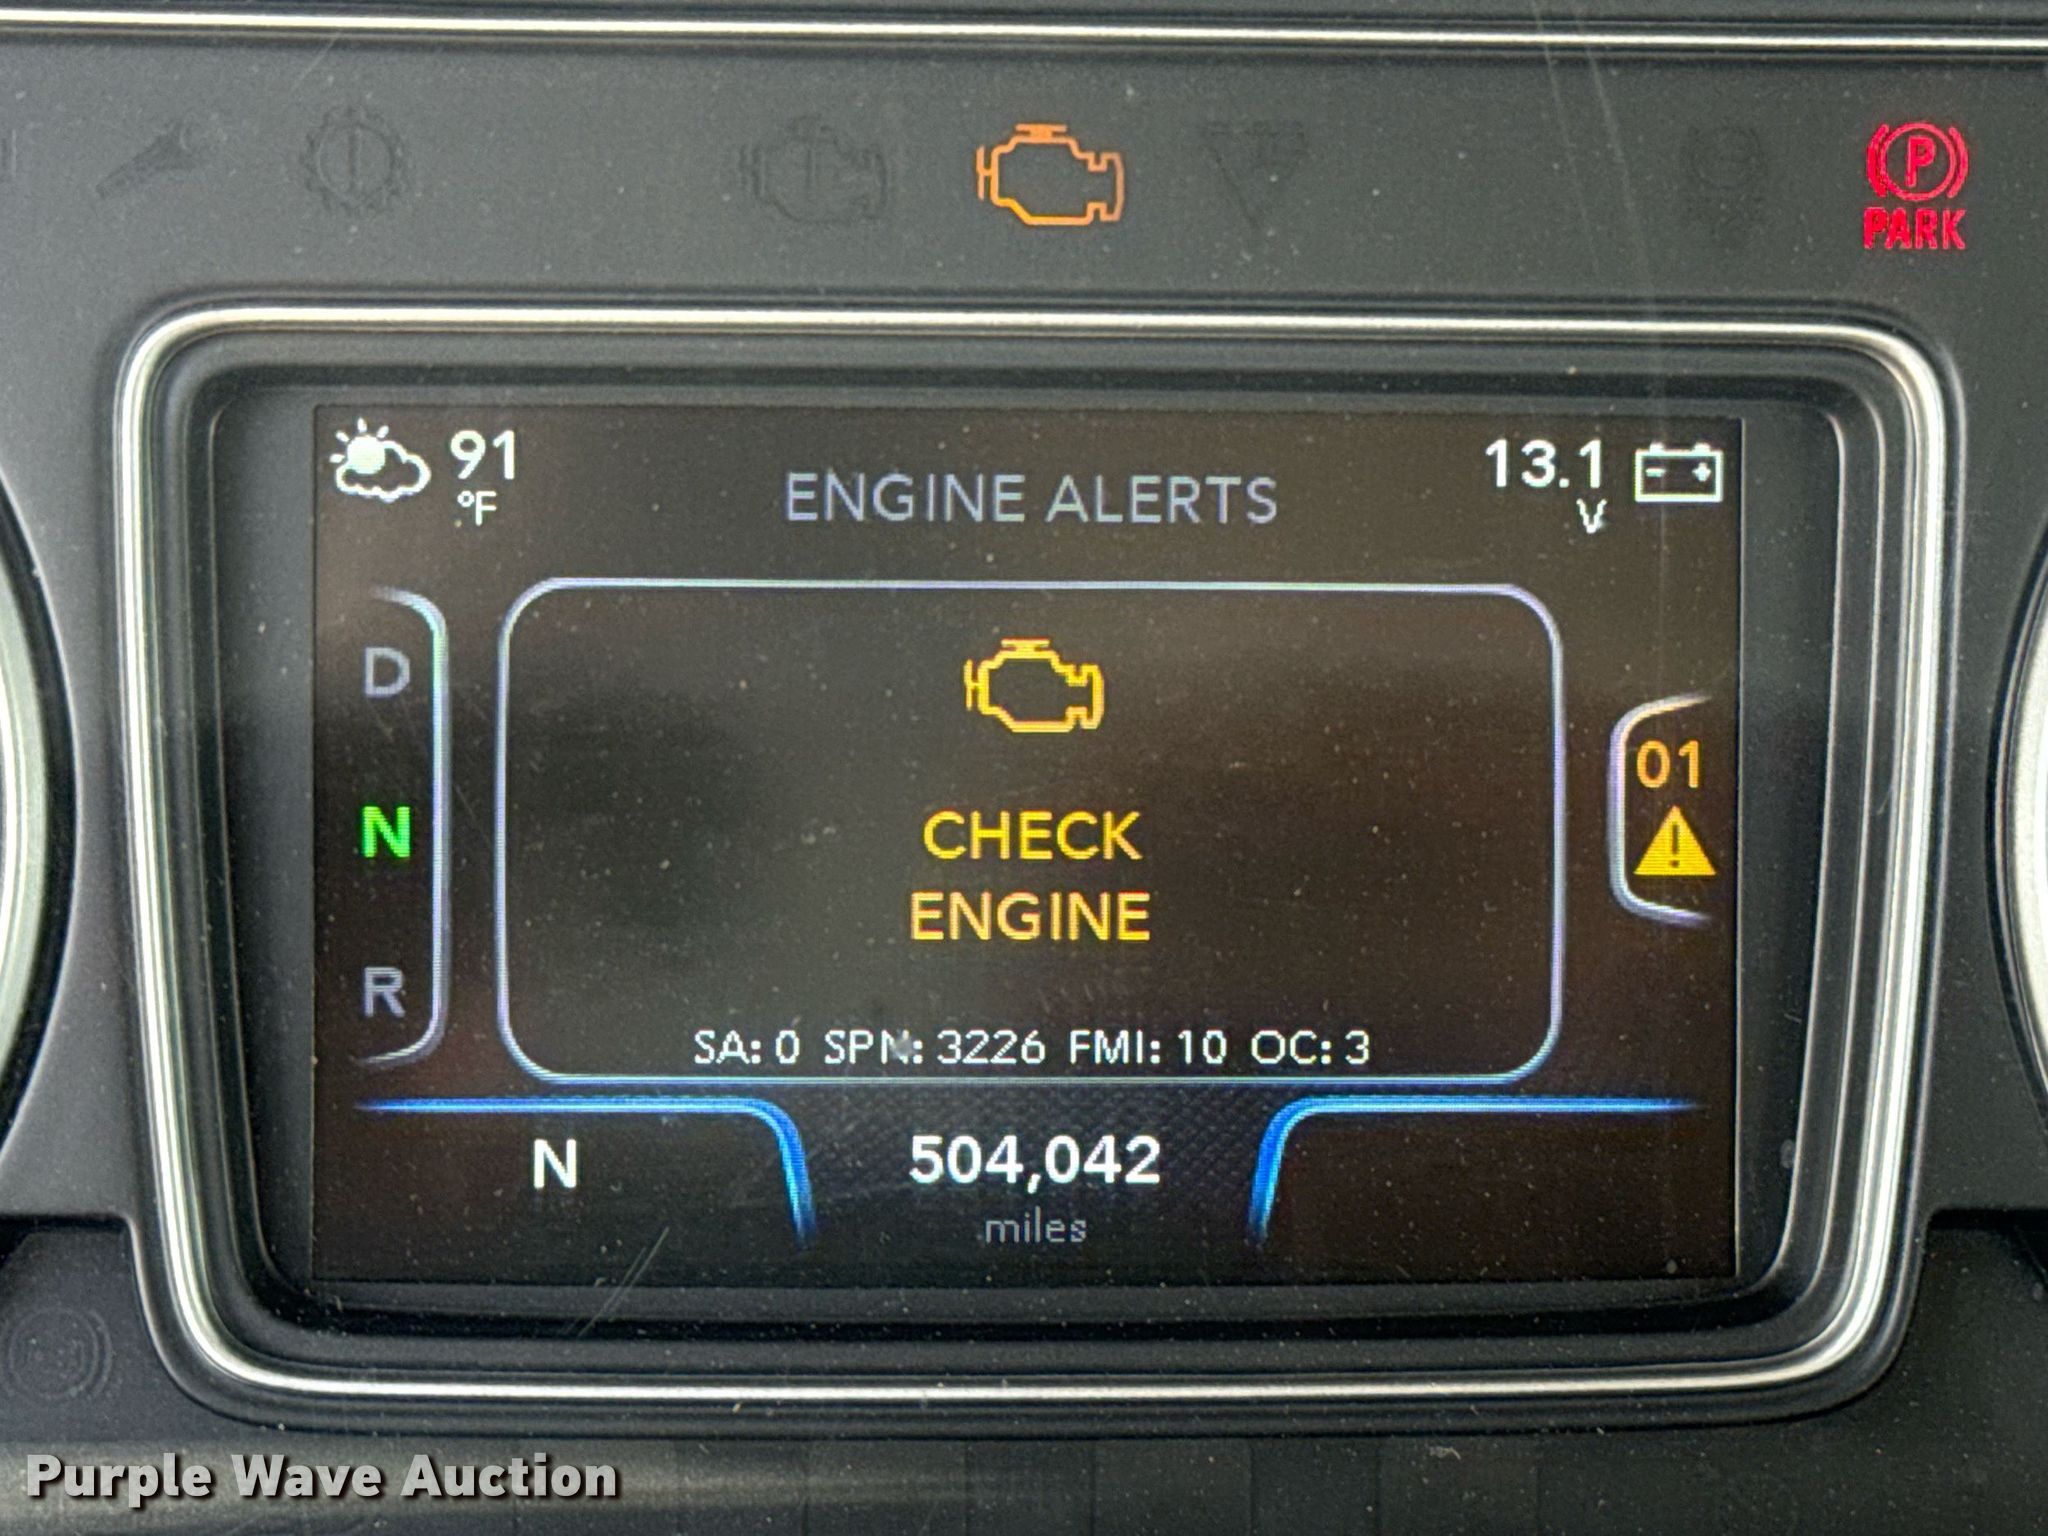 P
PARK
91
°F
ENGINE ALERTS
13.1
V
D
N
R
01
CHECK
ENGINE
SA: 0 SPN: 3226 FMI: 10 OC: 3
N
504,042
miles
Purple Wave Auction